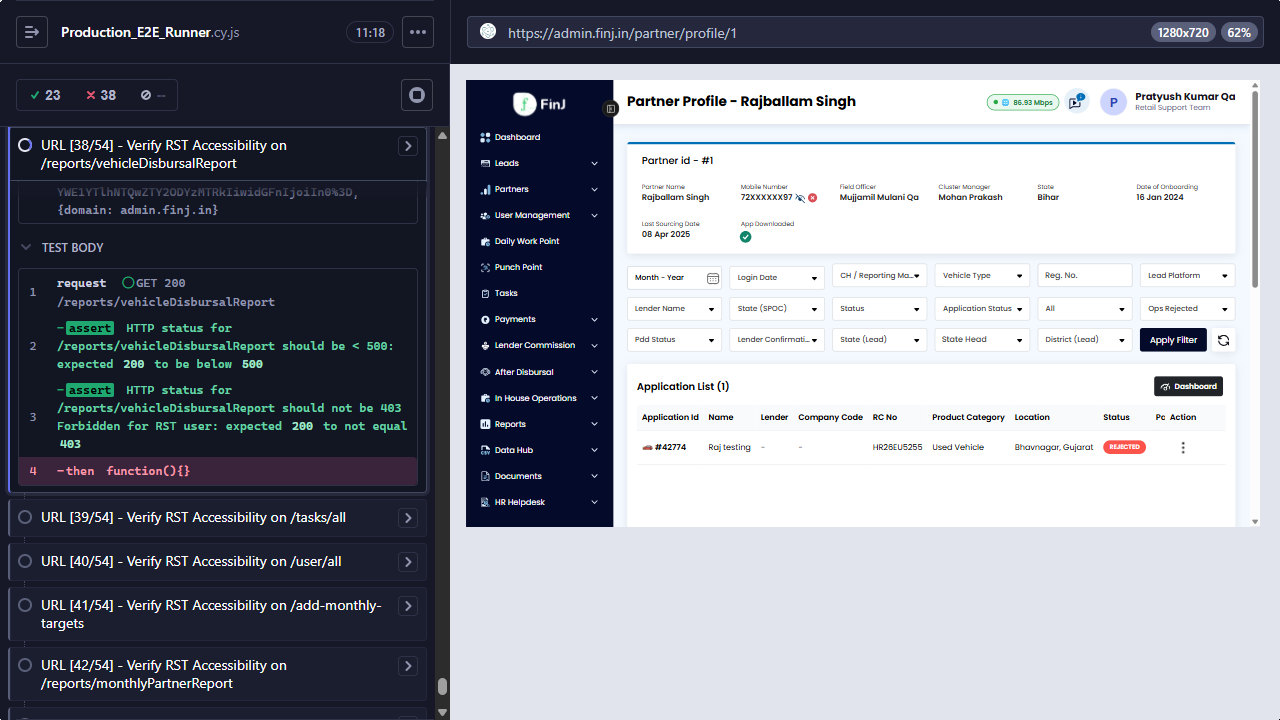 Production_E2E_Runner.cy.js
11:18
23
38
--
URL [38/54] - Verify RST Accessibility on
/reports/vehicleDisbursalReport
{domain: admin.finj.in}
TEST BODY
1 request GET 200
/reports/vehicleDisbursalReport
2 -assert HTTP status for
/reports/vehicleDisbursalReport should be < 500:
expected 200 to be below 500
3 -assert HTTP status for
/reports/vehicleDisbursalReport should not be 403
Forbidden for RST user: expected 200 to not equal
403
4 -then function(){}
URL [39/54] - Verify RST Accessibility on /tasks/all
URL [40/54] - Verify RST Accessibility on /user/all
URL [41/54] - Verify RST Accessibility on /add-monthly-
targets
URL [42/54] - Verify RST Accessibility on
/reports/monthlyPartnerReport
https://admin.finj.in/partner/profile/1
1280x720
62%
FinJ
Dashboard
Leads
Partners
User Management
Daily Work Point
Punch Point
Tasks
Payments
Lender Commission
After Disbursal
In House Operations
Reports
Data Hub
Documents
HR Helpdesk
Partner Profile - Rajballam Singh
86.93 Mbps
P
Pratyush Kumar Qa
Retail Support Team
Partner id - #1
Partner Name Mobile Number Field Officer Cluster Manager State Date of Onboarding
Rajballam Singh 72XXXXXX97 Mujjamil Mulani Qa Mohan Prakash Bihar 16 Jan 2024
Last Sourcing Date App Downloaded
08 Apr 2025
Month - Year Login Date CH / Reporting Ma... Vehicle Type Reg. No. Lead Platform
Lender Name State (SPOC) Status Application Status All Ops Rejected
Pdd Status Lender Confirmati... State (Lead) State Head District (Lead) Apply Filter
Application List (1)
Dashboard
Application Id Name Lender Company Code RC No Product Category Location Status Pc Action
#42774 Raj testing - - HR26EU5255 Used Vehicle Bhavnagar, Gujarat REJECTED